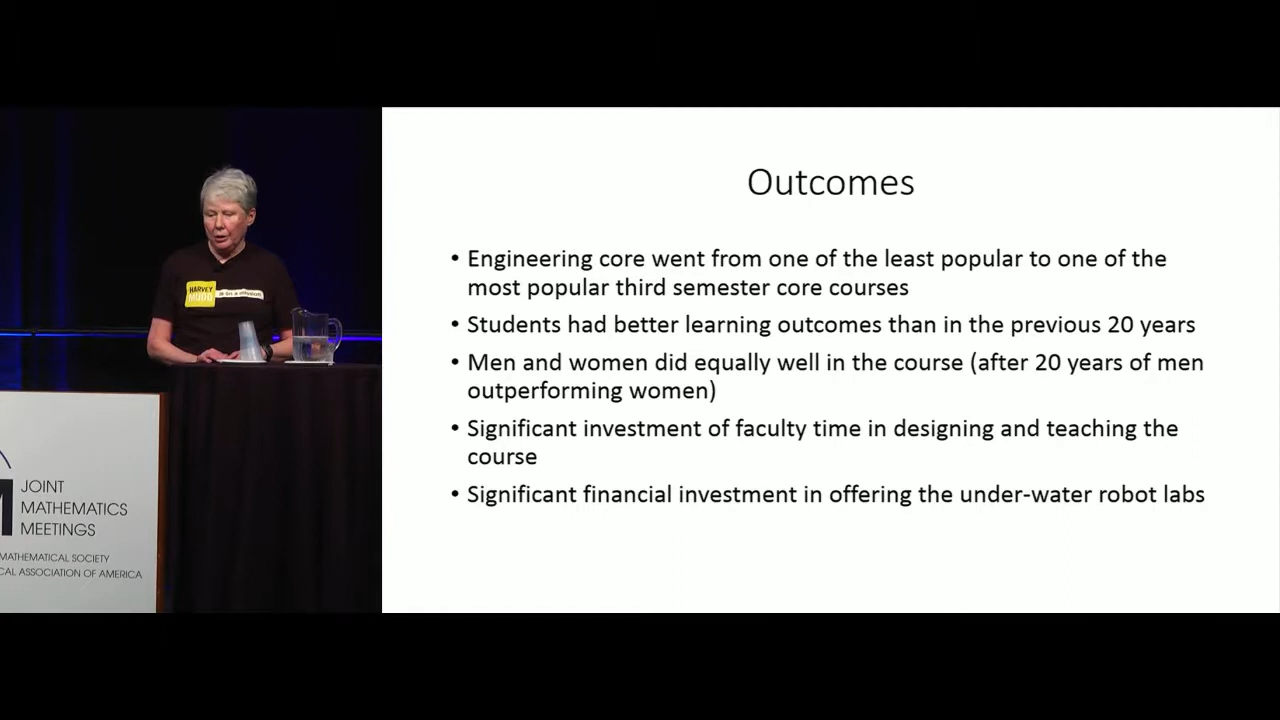 Outcomes
• Engineering core went from one of the least popular to one of the
most popular third semester core courses
• Students had better learning outcomes than in the previous 20 years
• Men and women did equally well in the course (after 20 years of men
outperforming women)
• Significant investment of faculty time in designing and teaching the
course
• Significant financial investment in offering the under-water robot labs
HARVEY
MUDD
is on a mission
JOINT
MATHEMATICS
MEETINGS
MATHEMATICAL SOCIETY
CAL ASSOCIATION OF AMERICA